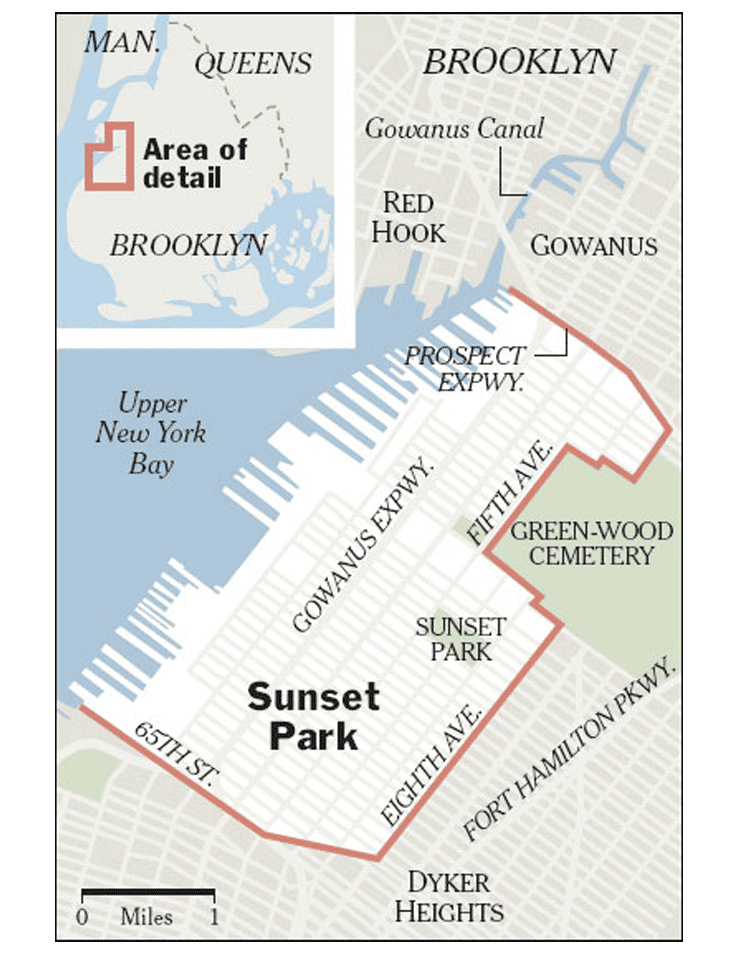 MAN.
QUEENS
Area of
detail
BROOKLYN
BROOKLYN
Gowanus Canal
RED
HOOK
GOWANUS
PROSPECT
EXPWY.
Upper
New York
Bay
GOWANUS EXPWY.
FIFTH AVE.
GREEN-WOOD
CEMETERY
SUNSET
PARK
Sunset
Park
65TH ST.
EIGHTH AVE.
FORT HAMILTON PKWY.
DYKER
HEIGHTS
0 Miles 1